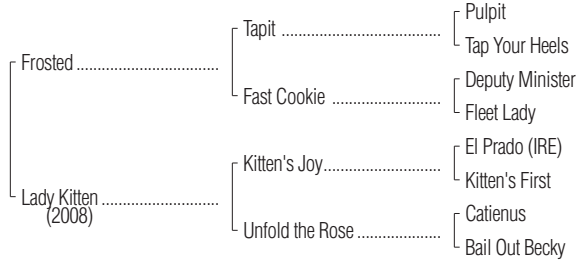 Pulpit
Tapit ........................................
Tap Your Heels
Frosted ....................................
Deputy Minister
Fast Cookie ...........................
Fleet Lady
El Prado (IRE)
Kitten's Joy.............................
Kitten's First
Lady Kitten .............................
(2008)
Catienus
Unfold the Rose .....................
Bail Out Becky